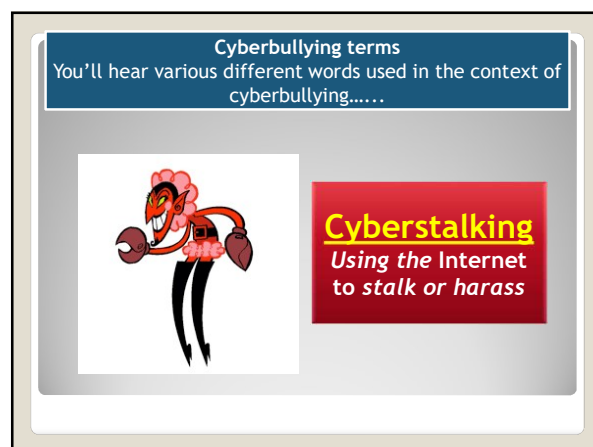 Cyberbullying terms
You’ll hear various different words used in the context of
cyberbullying…...
Cyberstalking
Using the Internet
to stalk or harass